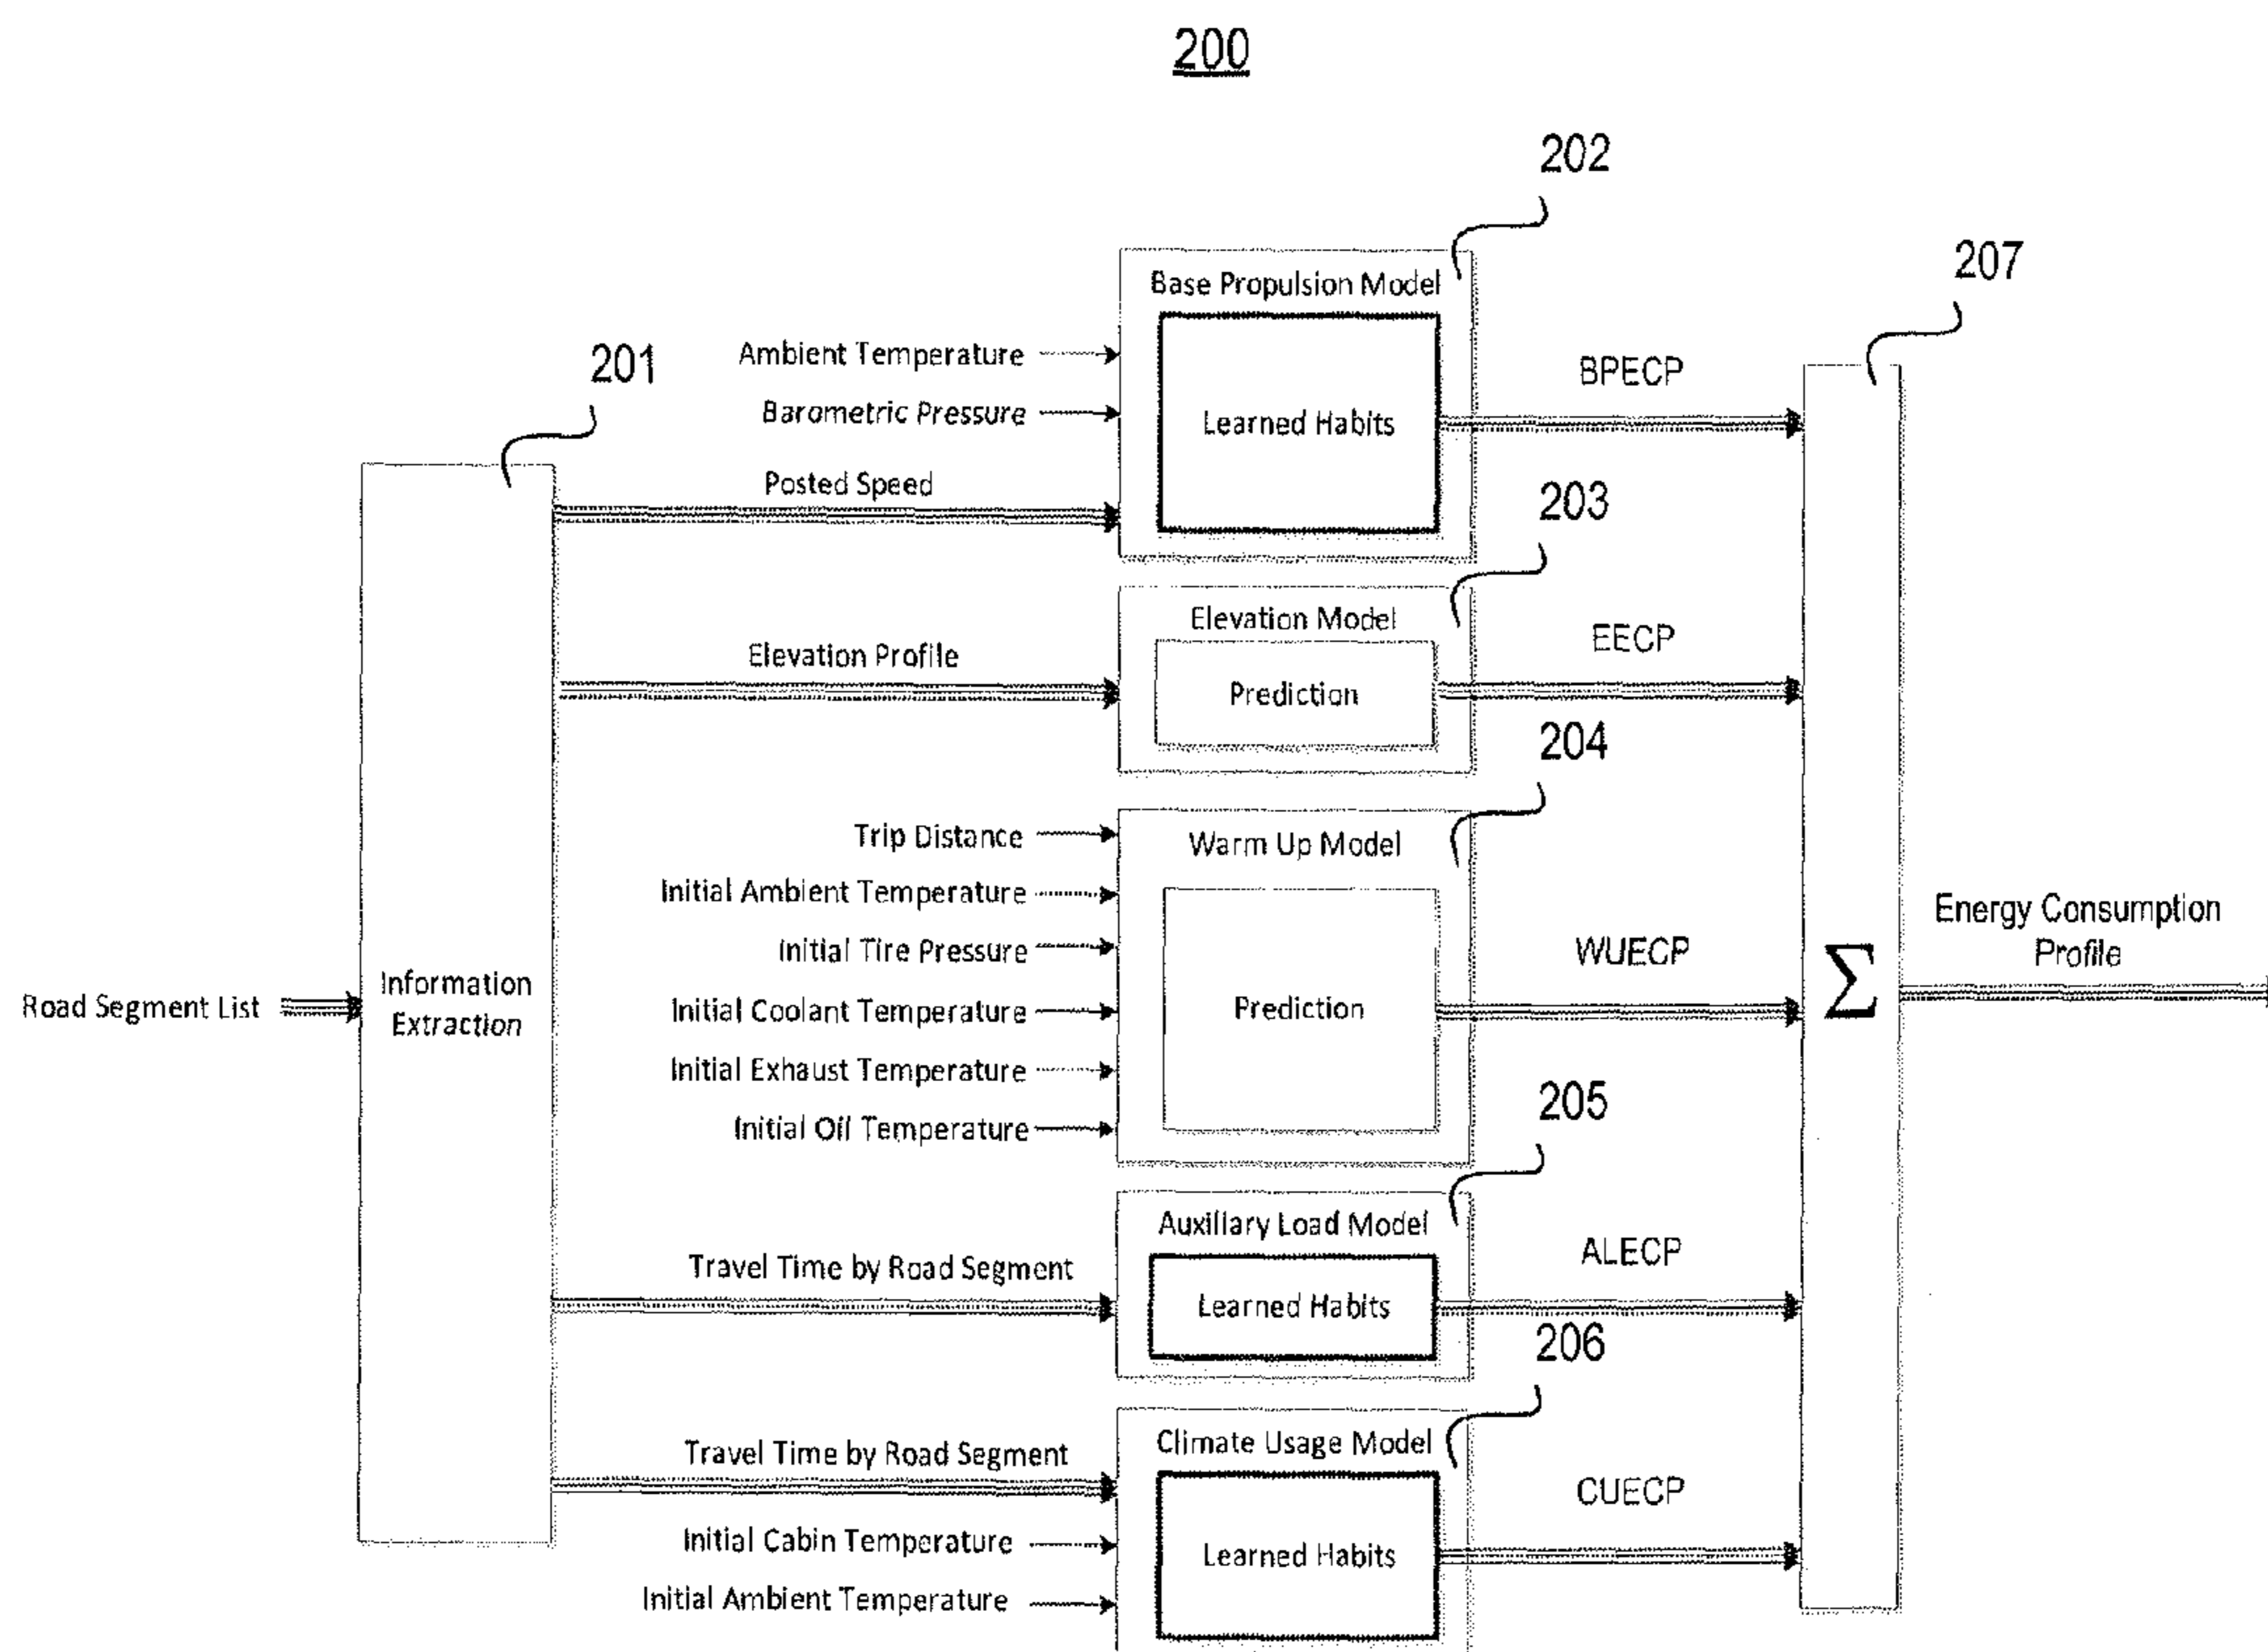 200
202
207
Base Propulsion Model
201
Ambient Temperature
BPECP
Barometric Pressure
Learned Habits
Posted Speed
203
Elevation Model
EECP
Elevation Profile
Prediction
204
Trip Distance
Warm Up Model
Initial Ambient Temperature
Energy Consumption
Profile
Initial Tire Pressure
WUECP
Σ
Road Segment List
Information
Extraction
Initial Coolant Temperature
Prediction
Initial Exhaust Temperature
205
Initial Oil Temperature
Auxillary Load Model
ALECP
Travel Time by Road Segment
Learned Habits
206
Travel Time by Road Segment
Climate Usage Model
CUECP
Initial Cabin Temperature
Learned Habits
Initial Ambient Temperature